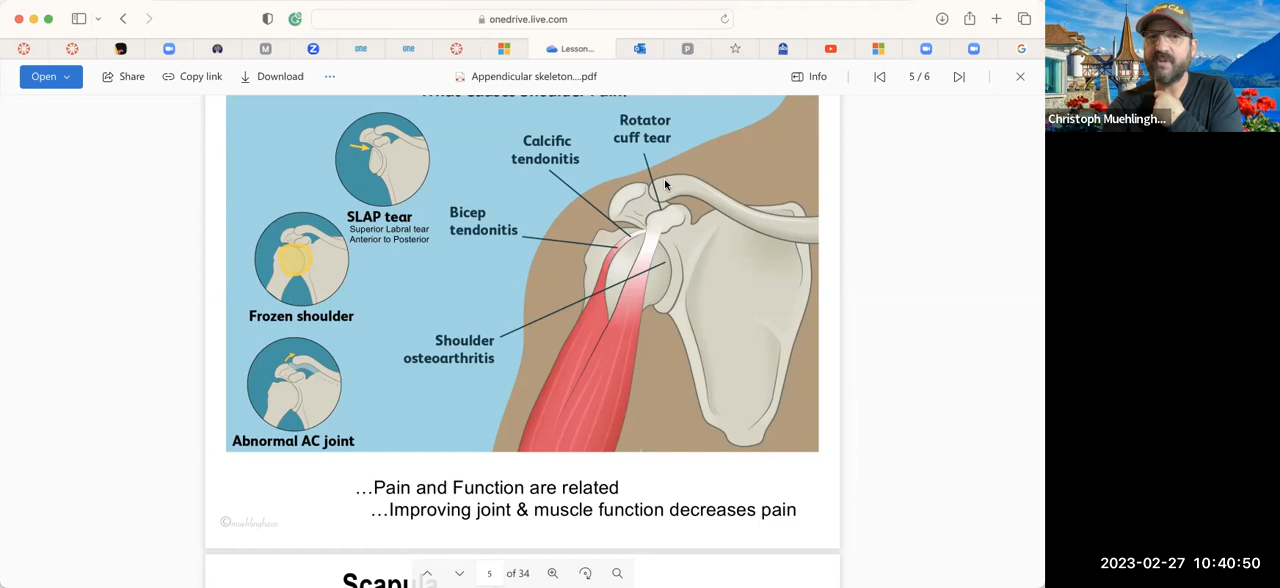 onedrive.live.com
Lesson...
Open
Share
Copy link
Download
...
Appendicular skeleton....pdf
Info
5 / 6
Christoph Muehlingh...
Rotator
cuff tear
Calcific
tendonitis
SLAP tear
Superior Labral tear
Anterior to Posterior
Bicep
tendonitis
Frozen shoulder
Shoulder
osteoarthritis
Abnormal AC joint
...Pain and Function are related
...Improving joint & muscle function decreases pain
©muehlinghaus
5 of 34
2023-02-27 10:40:50